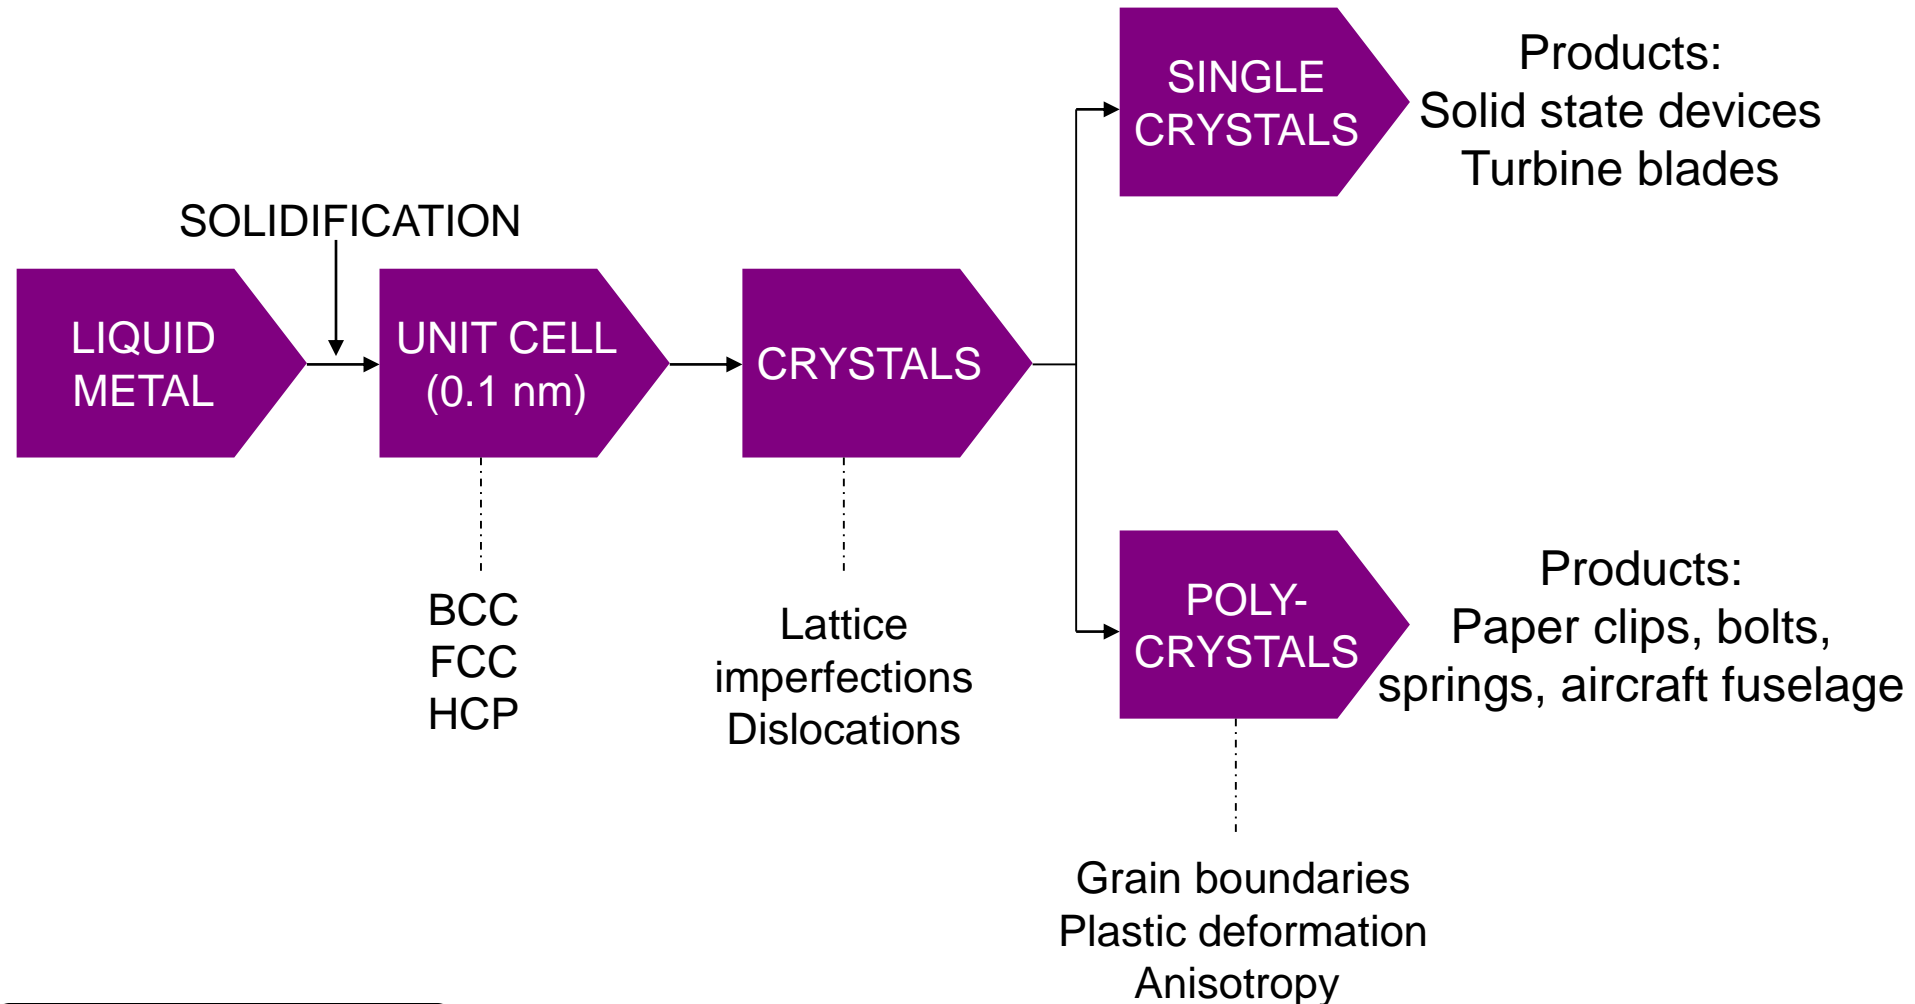 SOLIDIFICATION
LIQUID
METAL
UNIT CELL
(0.1 nm)
BCC
FCC
HCP
CRYSTALS
Lattice
imperfections
Dislocations
SINGLE
CRYSTALS
Products:
Solid state devices
Turbine blades
POLY-
CRYSTALS
Products:
Paper clips, bolts,
springs, aircraft fuselage
Grain boundaries
Plastic deformation
Anisotropy